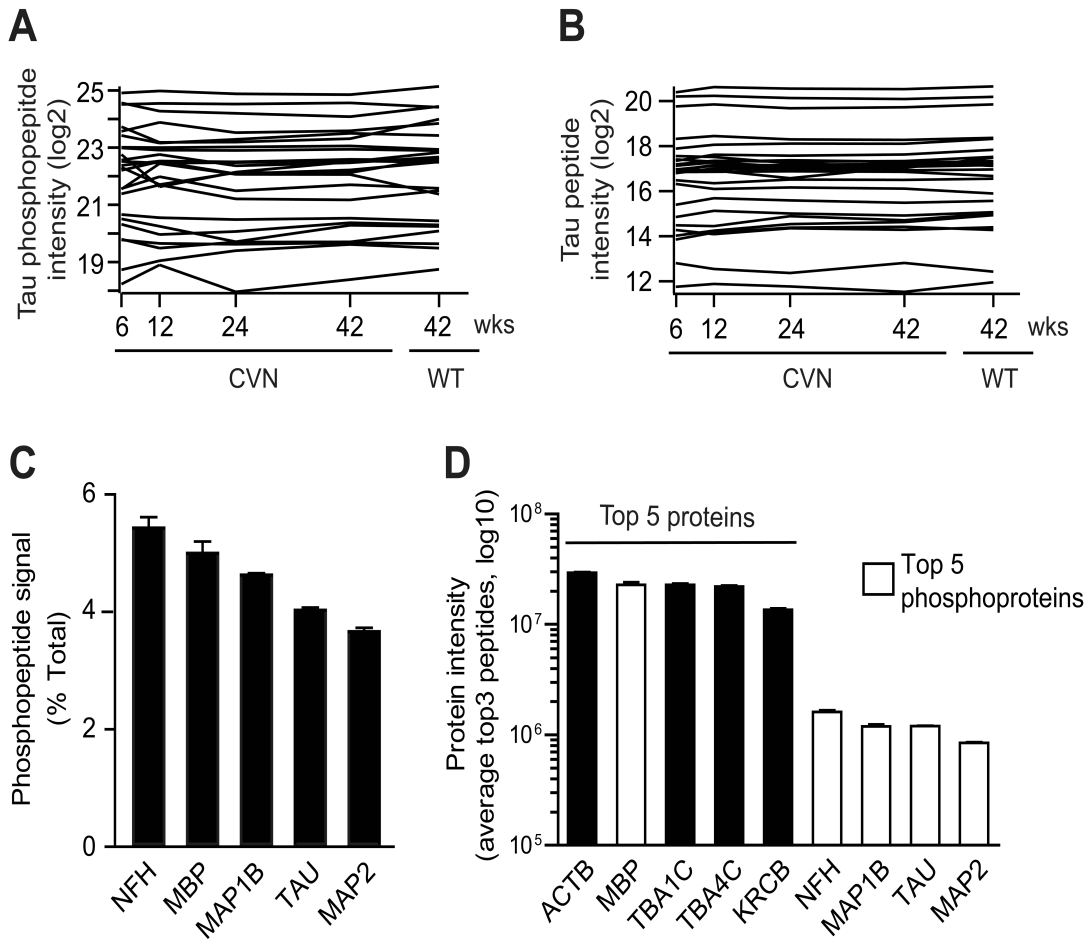 A
Tau phosphopepitde
intensity (log2)
25
23
21
19
6 12 24 42 42 wks
CVN WT
B
Tau peptide
intensity (log2)
20
18
16
14
12
6 12 24 42 42 wks
CVN WT
C
Phosphopeptide signal
(% Total)
6
4
2
0
NFH MBP MAP1B TAU MAP2
D
Protein intensity
(average top3 peptides, log10)
10⁸
10⁷
10⁶
10⁵
Top 5 proteins
Top 5
phosphoproteins
ACTB MBP TBA1C TBA4C KRCB NFH MAP1B TAU MAP2